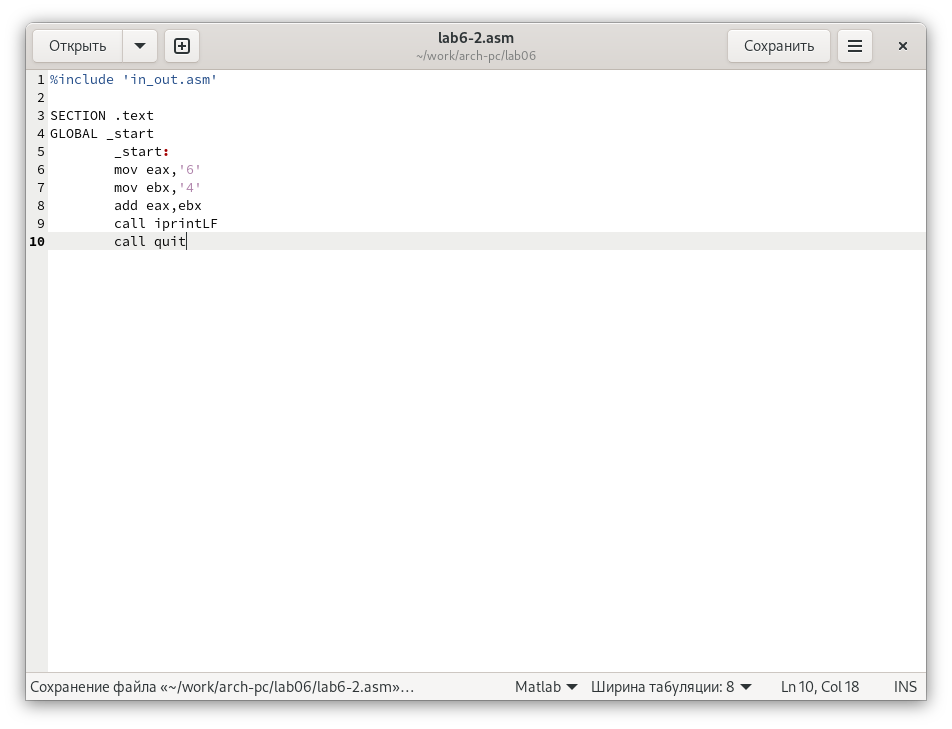 Открыть
lab6-2.asm
~/work/arch-pc/lab06
Сохранить
1 %include 'in_out.asm'
2
3 SECTION .text
4 GLOBAL _start
5 _start:
6 mov eax,'6'
7 mov ebx,'4'
8 add eax,ebx
9 call iprintLF
10 call quit
Сохранение файла «~/work/arch-pc/lab06/lab6-2.asm»… Matlab Ширина табуляции: 8 Ln 10, Col 18 INS